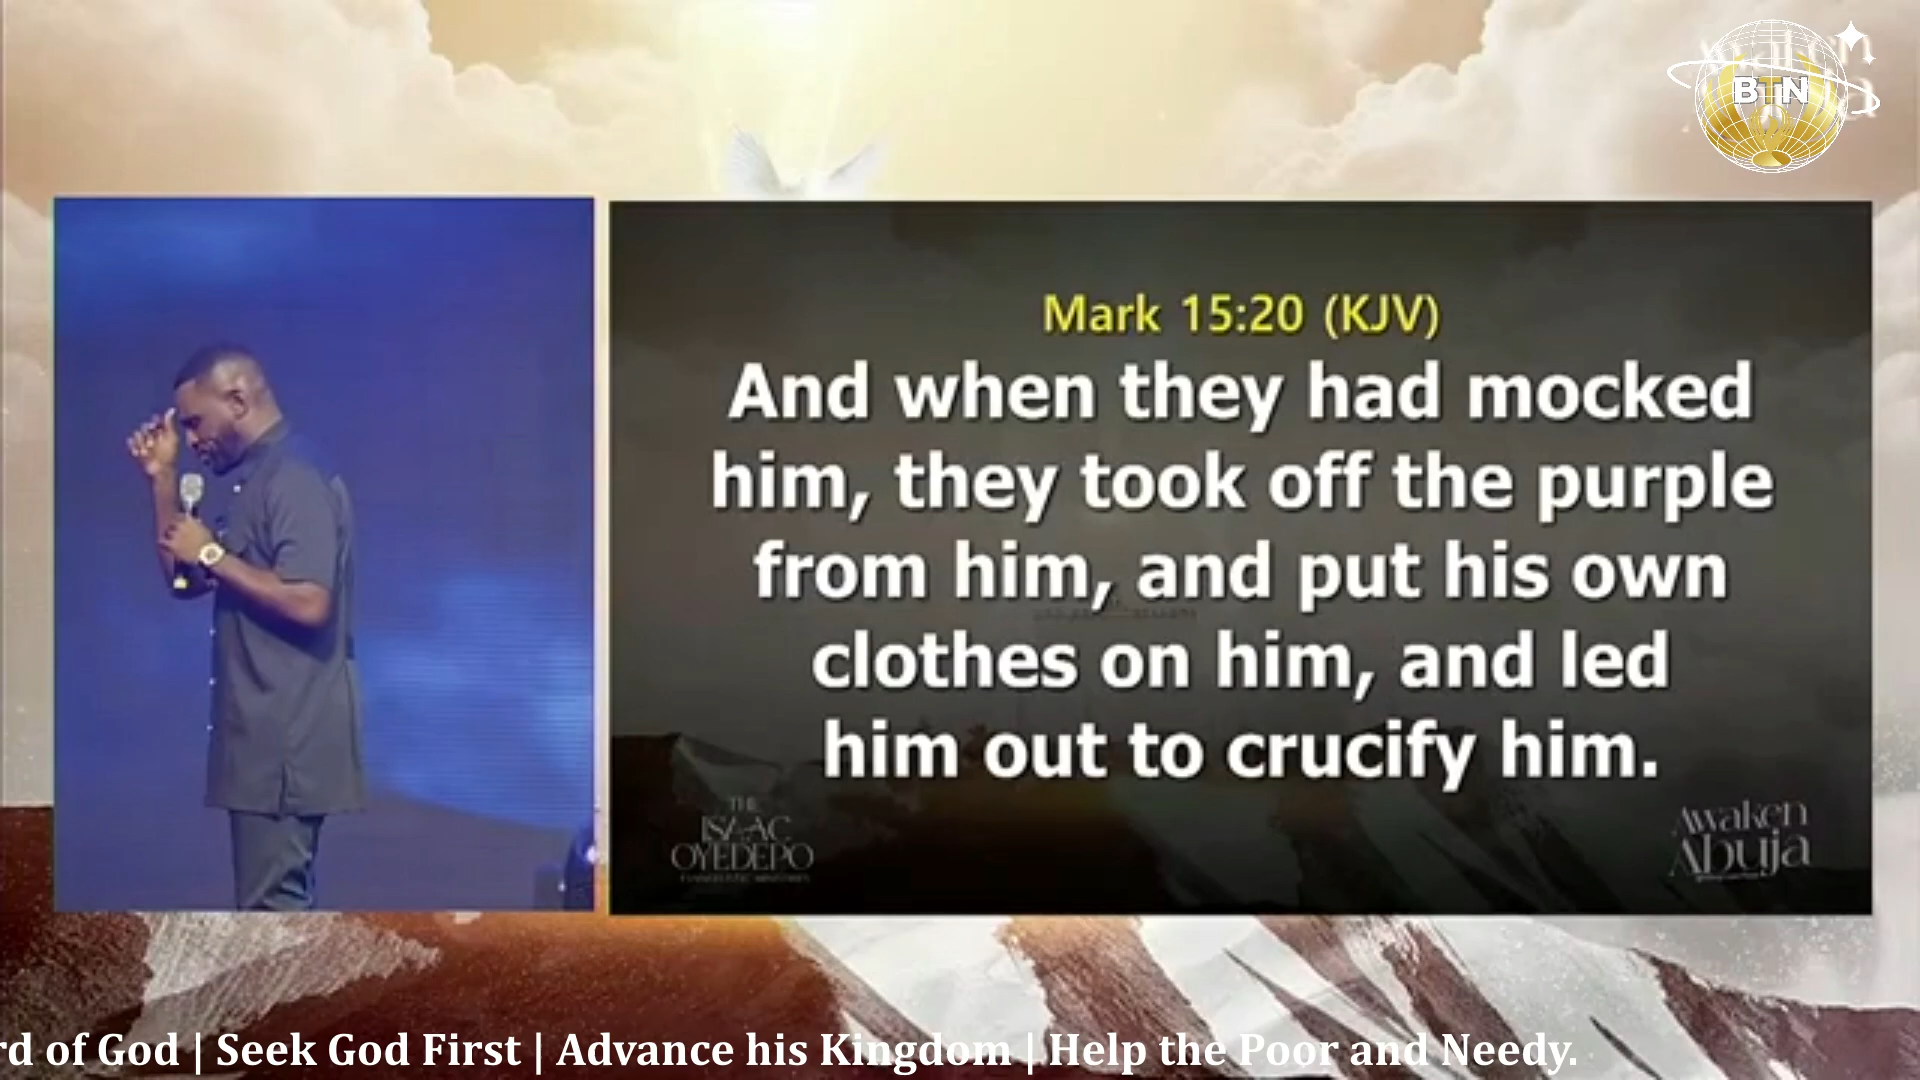 BTN
Mark 15:20 (KJV)
And when they had mocked
him, they took off the purple
from him, and put his own
clothes on him, and led
him out to crucify him.
THE
ISAAC
OYEDEPO
Awaken
Abuja
rd of God | Seek God First | Advance his Kingdom | Help the Poor and Needy.